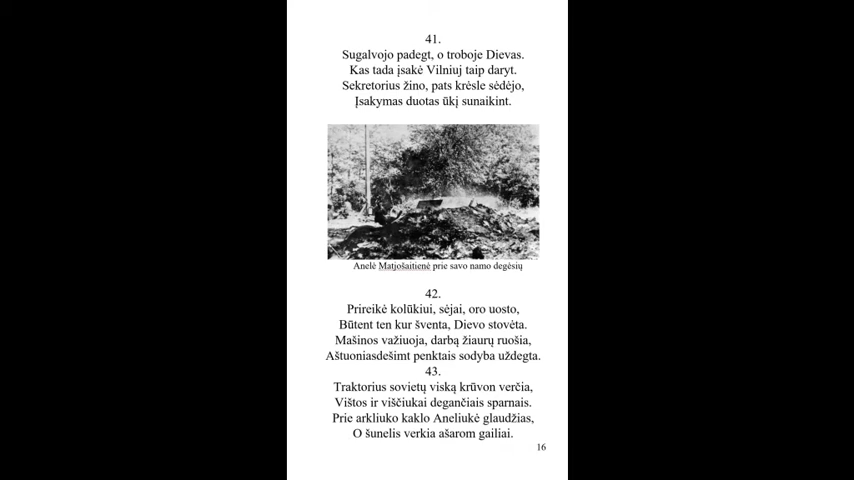 41.
Sugalvojo padegt, o troboje Dievas.
Kas tada įsakė Vilniuj taip daryt.
Sekretorius žino, pats krėsle sėdėjo,
Įsakymas duotas ūkį sunaikint.
Anelė Matjošaitienė prie savo namo degėsių
42.
Prireikė kolūkiui, sėjai, oro uosto,
Būtent ten kur šventa, Dievo stovėta.
Mašinos važiuoja, darbą žiaurų ruošia,
Aštuoniasdešimt penktais sodyba uždegta.
43.
Traktorius sovietų viską krūvon verčia,
Vištos ir viščiukai degančiais sparnais.
Prie arkliuko kaklo Aneliukė glaudžias,
O šunelis verkia ašarom gailiai.
16